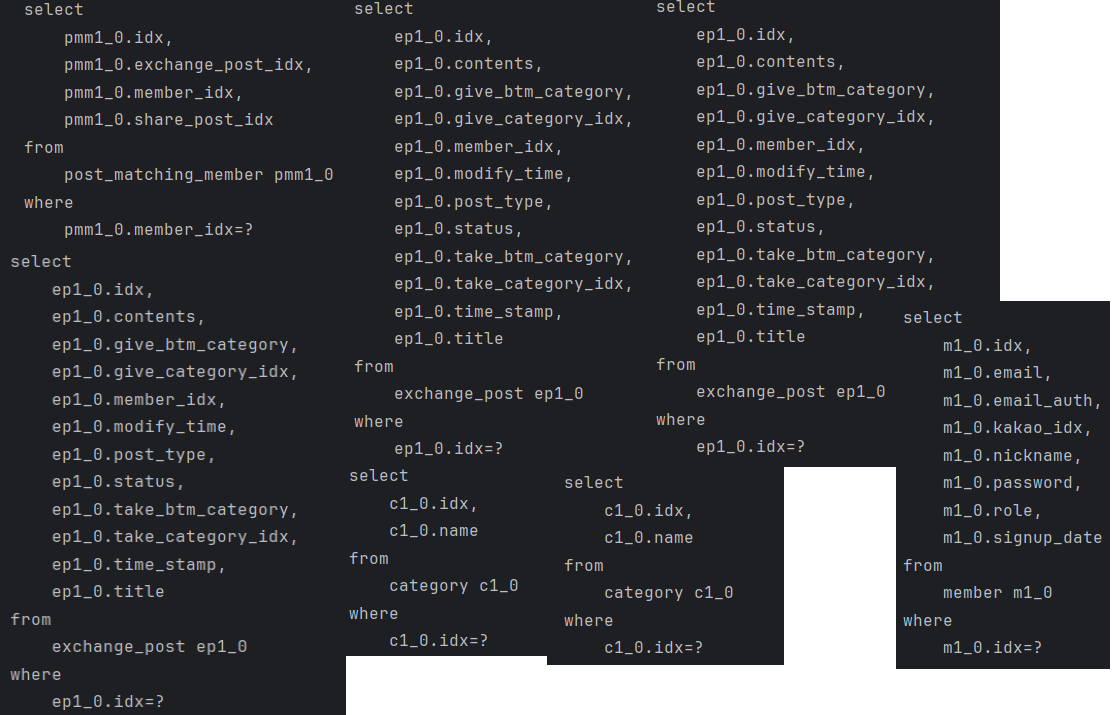 select
pmm1_0.idx,
pmm1_0.exchange_post_idx,
pmm1_0.member_idx,
pmm1_0.share_post_idx
from
post_matching_member pmm1_0
where
pmm1_0.member_idx=?
select
ep1_0.idx,
ep1_0.contents,
ep1_0.give_btm_category,
ep1_0.give_category_idx,
ep1_0.member_idx,
ep1_0.modify_time,
ep1_0.post_type,
ep1_0.status,
ep1_0.take_btm_category,
ep1_0.take_category_idx,
ep1_0.time_stamp,
ep1_0.title
from
exchange_post ep1_0
where
ep1_0.idx=?
select
ep1_0.idx,
ep1_0.contents,
ep1_0.give_btm_category,
ep1_0.give_category_idx,
ep1_0.member_idx,
ep1_0.modify_time,
ep1_0.post_type,
ep1_0.status,
ep1_0.take_btm_category,
ep1_0.take_category_idx,
ep1_0.time_stamp,
ep1_0.title
from
exchange_post ep1_0
where
ep1_0.idx=?
select
c1_0.idx,
c1_0.name
from
category c1_0
where
c1_0.idx=?
select
ep1_0.idx,
ep1_0.contents,
ep1_0.give_btm_category,
ep1_0.give_category_idx,
ep1_0.member_idx,
ep1_0.modify_time,
ep1_0.post_type,
ep1_0.status,
ep1_0.take_btm_category,
ep1_0.take_category_idx,
ep1_0.time_stamp,
ep1_0.title
from
exchange_post ep1_0
where
ep1_0.idx=?
select
c1_0.idx,
c1_0.name
from
category c1_0
where
c1_0.idx=?
select
m1_0.idx,
m1_0.email,
m1_0.email_auth,
m1_0.kakao_idx,
m1_0.nickname,
m1_0.password,
m1_0.role,
m1_0.signup_date
from
member m1_0
where
m1_0.idx=?